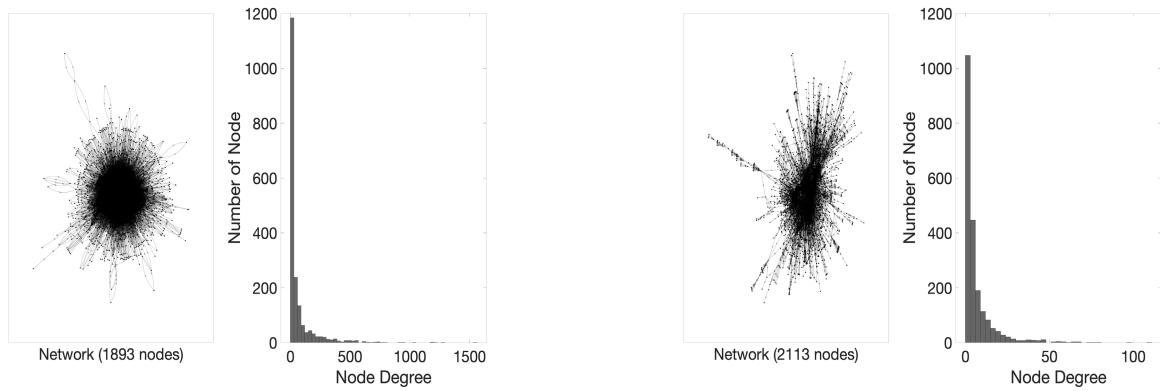 1200
1000
800
600
400
200
0
Number of Node
0 500 1000 1500
Node Degree
Network (1893 nodes)
1200
1000
800
600
400
200
0
Number of Node
0 50 100
Node Degree
Network (2113 nodes)